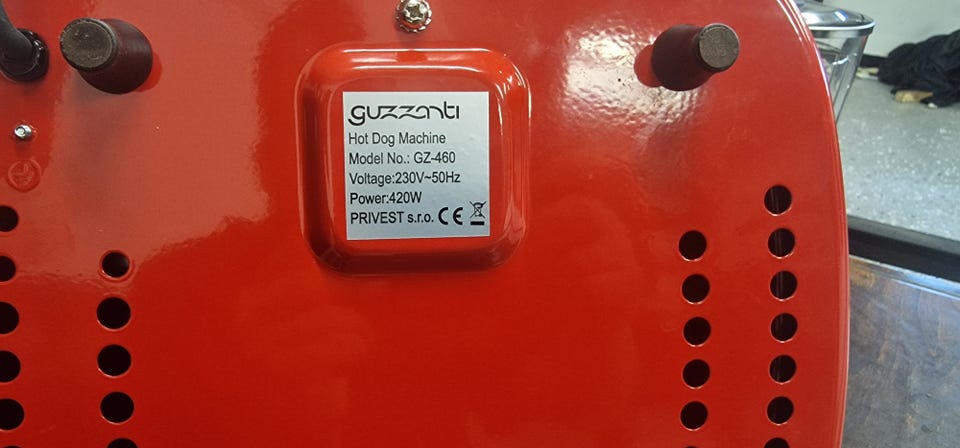 guzzanti
Hot Dog Machine
Model No.: GZ-460
Voltage:230V~50Hz
Power:420W
PRIVEST s.r.o. CE